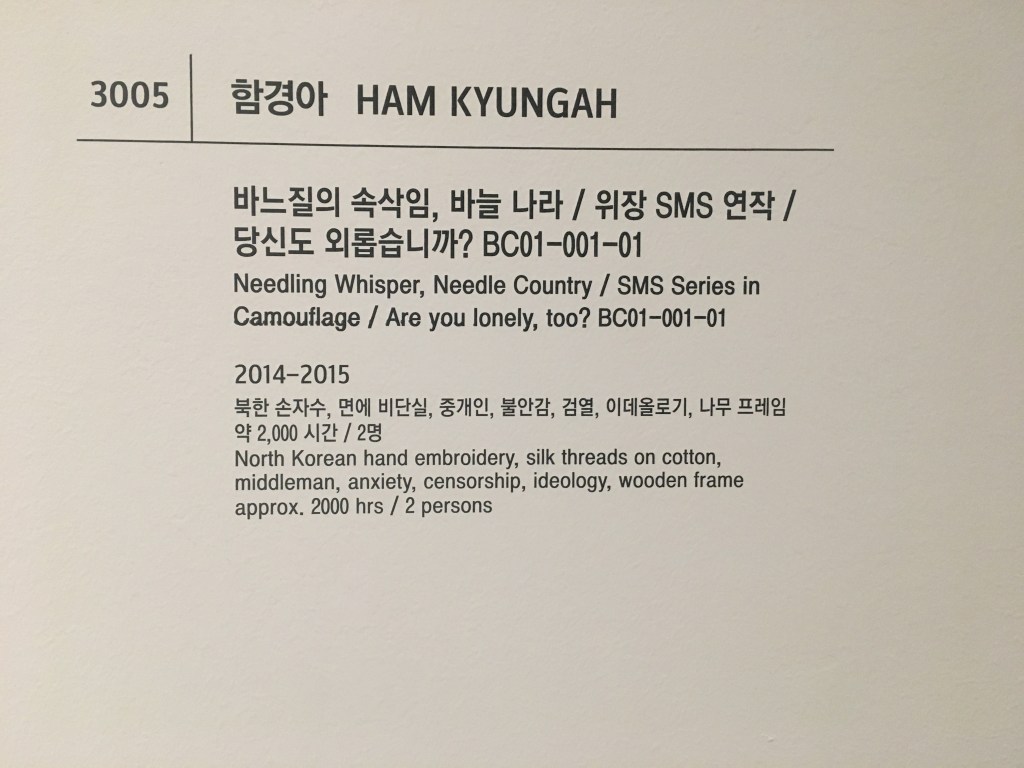 3005 함경아 HAM KYUNGAH
바느질의 속삭임, 바늘 나라 / 위장 SMS 연작 /
당신도 외롭습니까? BC01-001-01
Needling Whisper, Needle Country / SMS Series in
Camouflage / Are you lonely, too? BC01-001-01
2014-2015
북한 손자수, 면에 비단실, 중개인, 불안감, 검열, 이데올로기, 나무 프레임
약 2,000 시간 / 2명
North Korean hand embroidery, silk threads on cotton,
middleman, anxiety, censorship, ideology, wooden frame
approx. 2000 hrs / 2 persons